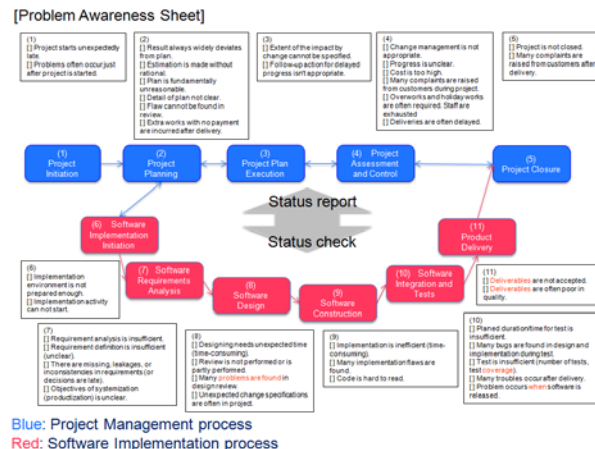 [Problem Awareness Sheet]
(1)
[] Project starts unexpectedly
late.
[] Problems often occur just
after project is started.
(2)
[] Result always widely deviates
from plan.
[] Estimation is made without
rational.
[] Plan is fundamentally
unreasonable.
[] Detail of plan not clear.
[] Flaw cannot be found in
review.
[] Extra works with no payment
are incurred after delivery.
(3)
[] Extent of the impact by
change cannot be specified.
[] Follow-up action for delayed
progress isn't appropriate.
(4)
[] Change management is not
appropriate.
[] Progress is unclear.
[] Cost is too high.
[] Many complaints are raised
from customers during project.
[] Overworks and holiday works
are often required. Staff are
exhausted
[] Deliveries are often delayed.
(5)
[] Project is not closed.
[] Many complaints are
raised from customers after
delivery.
(1)
Project
Initiation
(2)
Project
Planning
(3)
Project Plan
Execution
(4) Project
Assessment
and Control
(5)
Project Closure
Status report
Status check
(6) Software
Implementation
Initiation
(7) Software
Requirements
Analysis
(8)
Software
Design
(9)
Software
Construction
(10) Software
Integration and
Tests
(11)
Product
Delivery
(6)
[] Implementation
environment is not
prepared enough.
[] Implementation activity
can not start.
(7)
[] Requirement analysis is insufficient.
[] Requirement definition is insufficient
(unclear).
[] There are missing, leakages, or
inconsistencies in requirements (or
decisions are late).
[] Objectives of systemization
(productization) is unclear.
(8)
[] Designing needs unexpected time
(time-consuming).
[] Review is not performed or is
partly performed.
[] Many problems are found in
design review.
[] Unexpected change specifications
are often in project.
(9)
[] Implementation is inefficient (time-
consuming).
[] Many implementation flaws are
found.
[] Code is hard to read.
(11)
[] Deliverables are not accepted.
[] Deliverables are often poor in
quality.
(10)
[] Planed duration/time for test is
insufficient.
[] Many bugs are found in design and
implementation during test.
[] Test is insufficient (number of tests,
test coverage).
[] Many troubles occur after delivery.
[] Problem occurs when software is
released.
Blue: Project Management process
Red: Software Implementation process